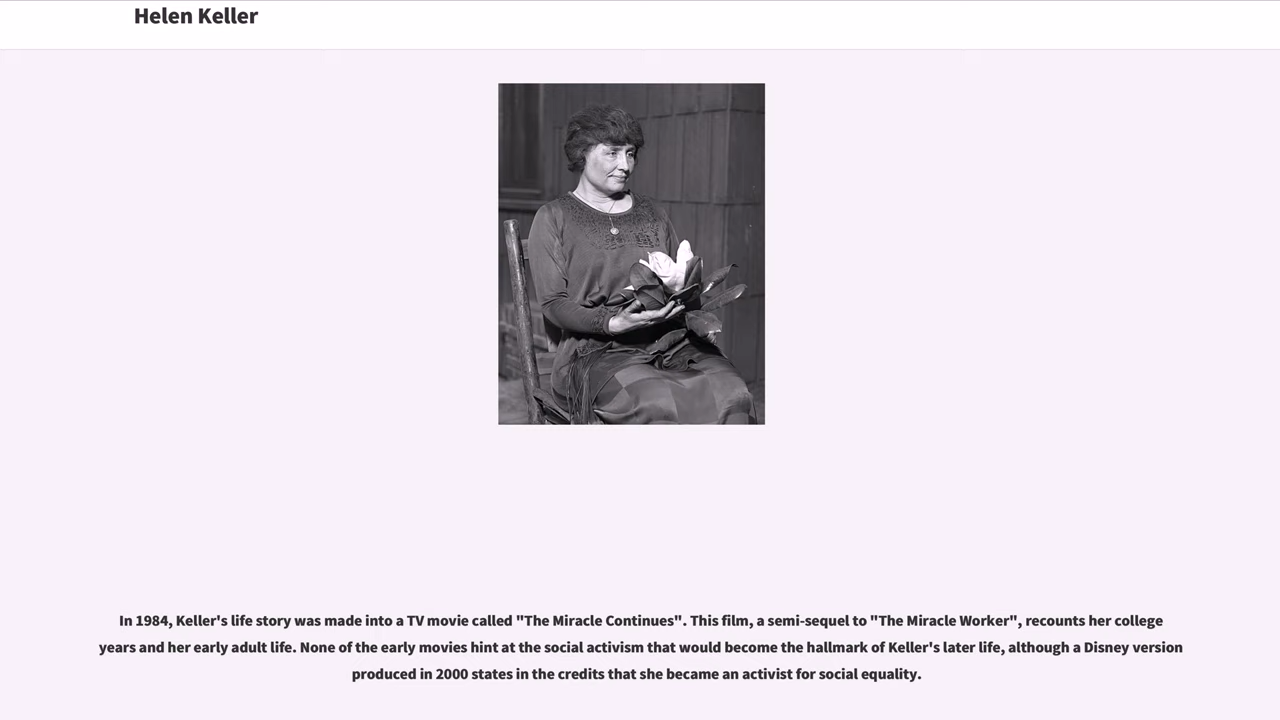 Helen Keller
In 1984, Keller's life story was made into a TV movie called "The Miracle Continues". This film, a semi-sequel to "The Miracle Worker", recounts her college
years and her early adult life. None of the early movies hint at the social activism that would become the hallmark of Keller's later life, although a Disney version
produced in 2000 states in the credits that she became an activist for social equality.